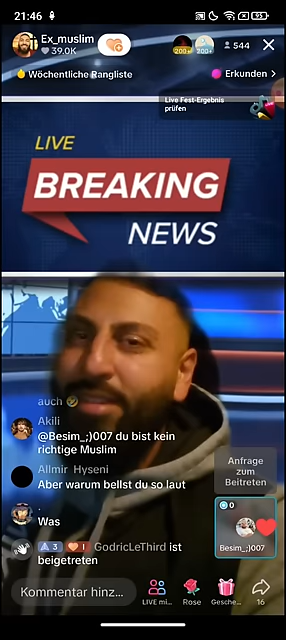 21:46
95
Ex_muslim
39.0K
200+
200+
544
Wöchentliche Rangliste
Erkunden >
Live Fest-Ergebnis
prüfen
LIVE
BREAKING
NEWS
auch
Akili
@Besim_;)007 du bist kein
richtige Muslim
Allmir Hyseni
Aber warum bellst du so laut
.
Was
3 1 GodricLeThird ist
beigetreten
Anfrage
zum
Beitreten
0
Besim_;)007
Kommentar hinz...
LIVE mi...
Rose
Gesche...
16